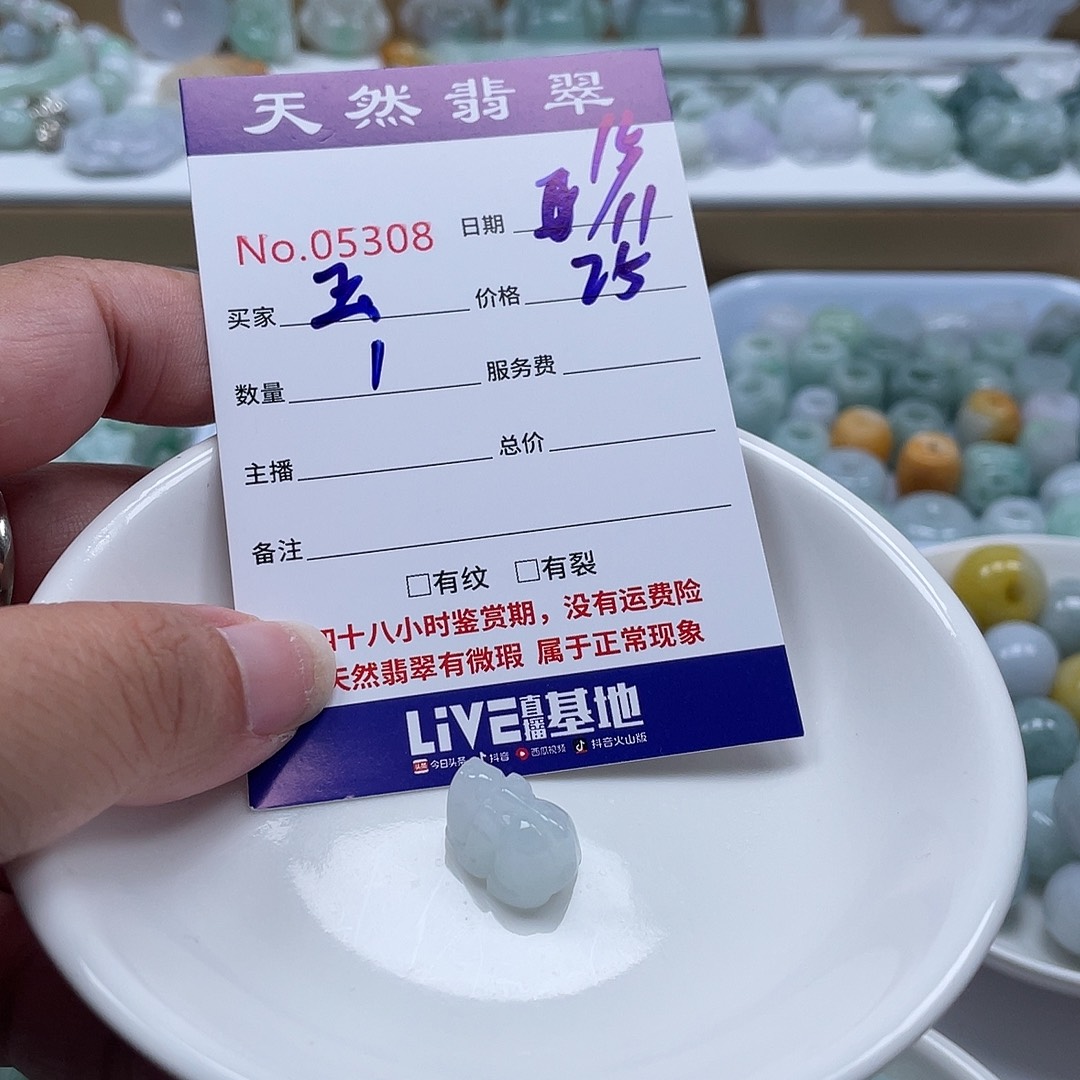 天然翡翠
No.05308 日期 15/11
买家 玉 价格 25
数量 1 服务费
主播 总价
备注
□有纹 □有裂
十八小时鉴赏期，没有运费险
天然翡翠有微瑕 属于正常现象
LiVE直播基地
头条 今日头条 抖音 西瓜视频 抖音火山版